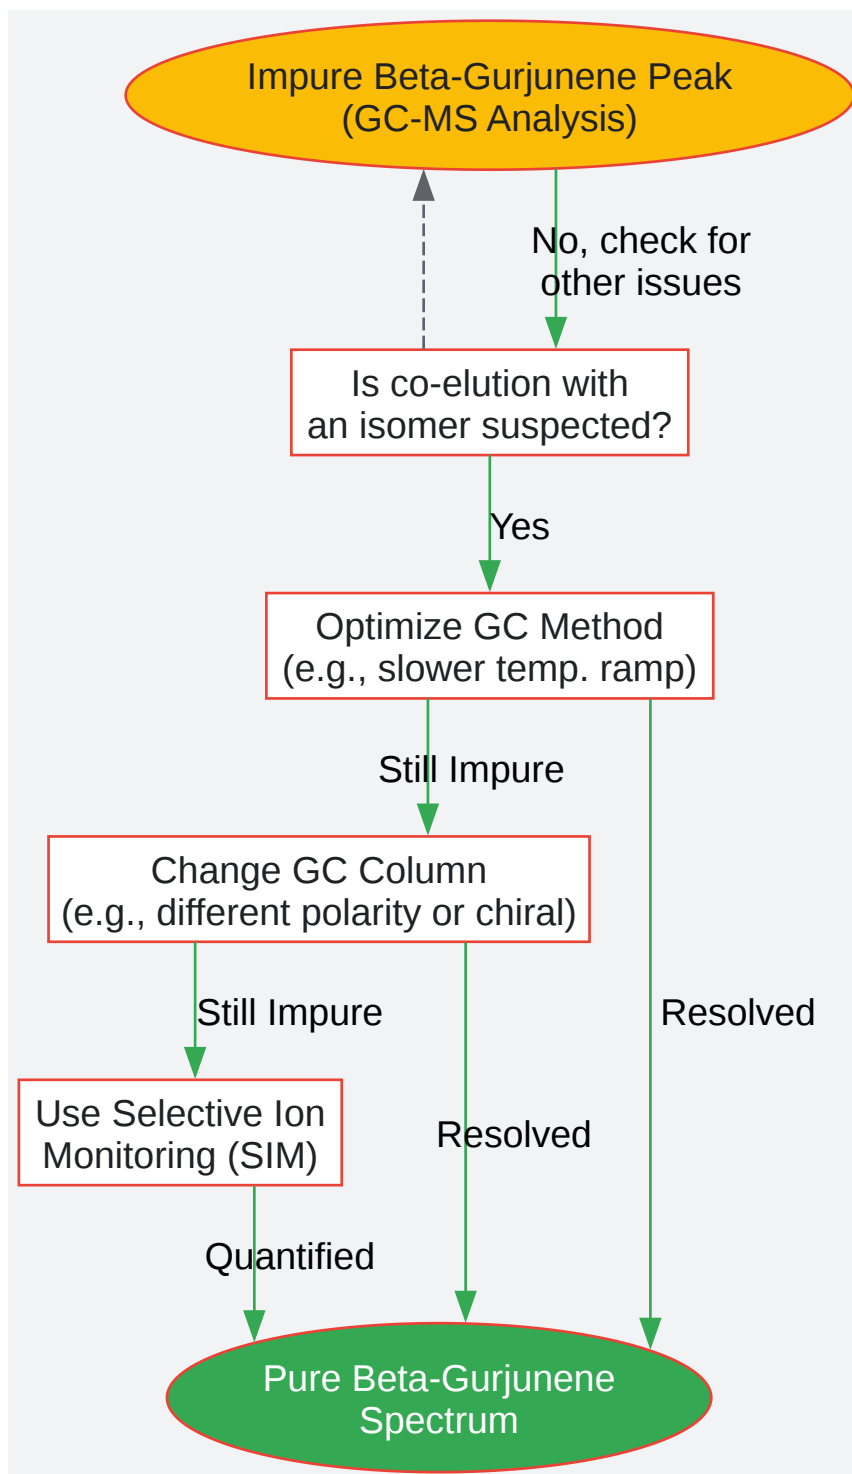 Impure Beta-Gurjunene Peak
(GC-MS Analysis)
No, check for
other issues
Is co-elution with
an isomer suspected?
Yes
Optimize GC Method
(e.g., slower temp. ramp)
Still Impure
Change GC Column
(e.g., different polarity or chiral)
Still Impure
Resolved
Use Selective Ion
Monitoring (SIM)
Resolved
Quantified
Pure Beta-Gurjunene
Spectrum